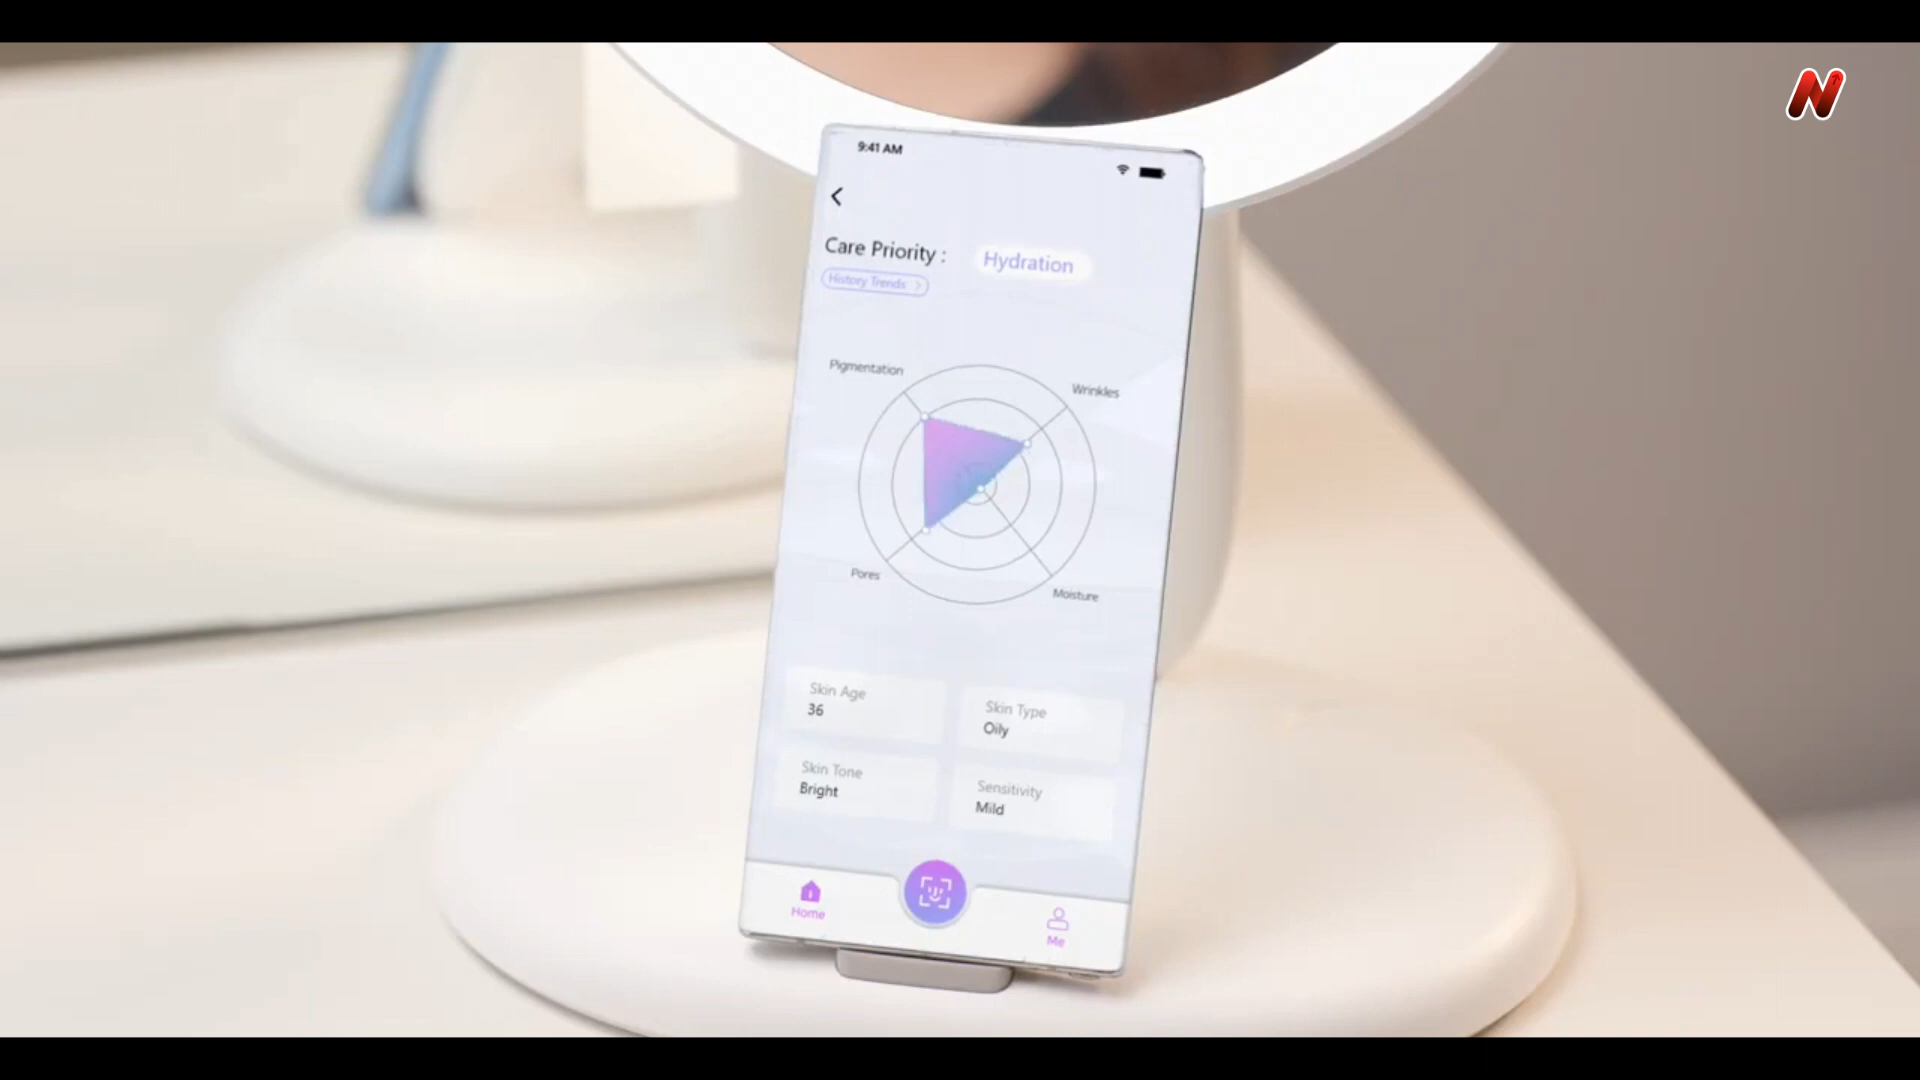 N
9:41 AM
Care Priority :
Hydration
History Trends >
Pigmentation
Wrinkles
Pores
Moisture
Skin Age
36
Skin Type
Oily
Skin Tone
Bright
Sensitivity
Mild
Home
Me